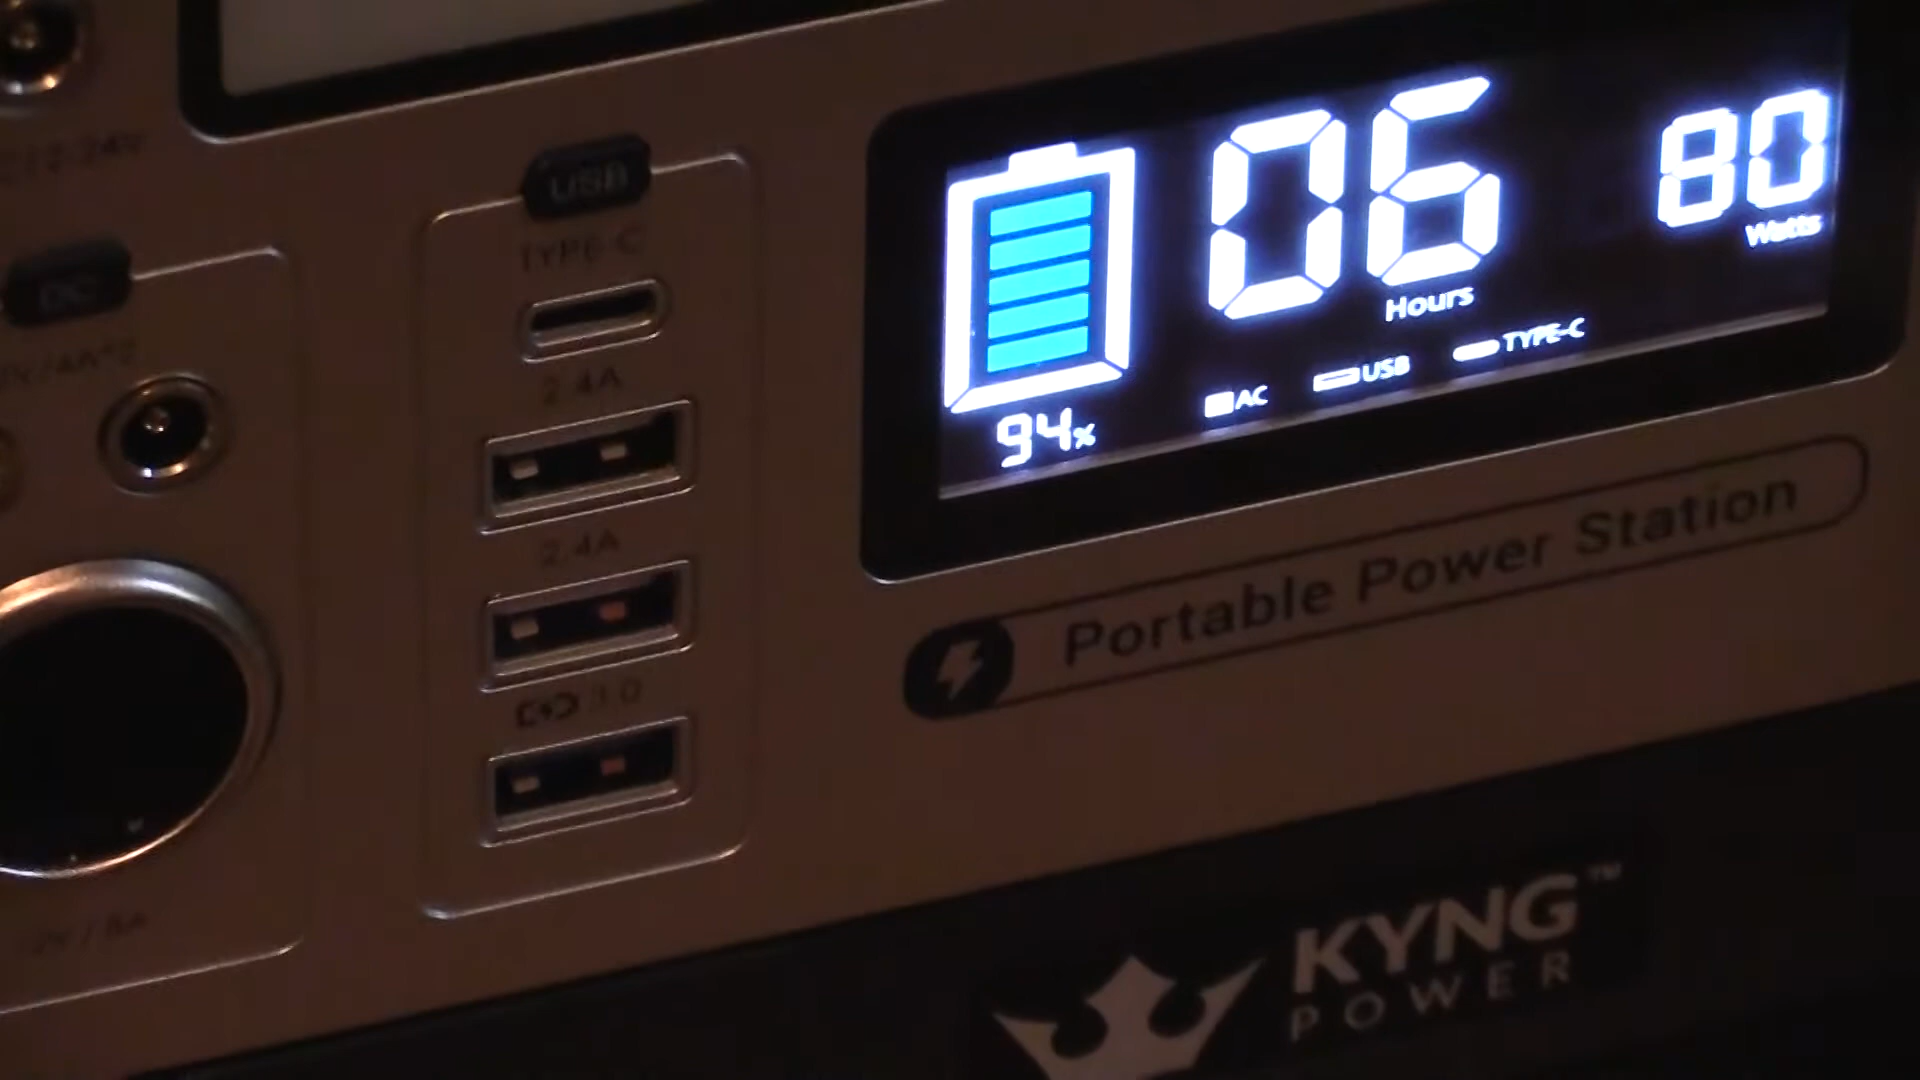 USB
TYPE-C
2.4A
2.4A
3.0
DC
94%
06
Hours
80
Watts
AC
USB
TYPE-C
Portable Power Station
KYNG™
POWER